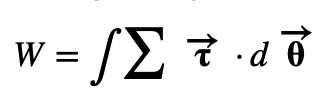 W = ∫∑ τ⃗ · d θ⃗